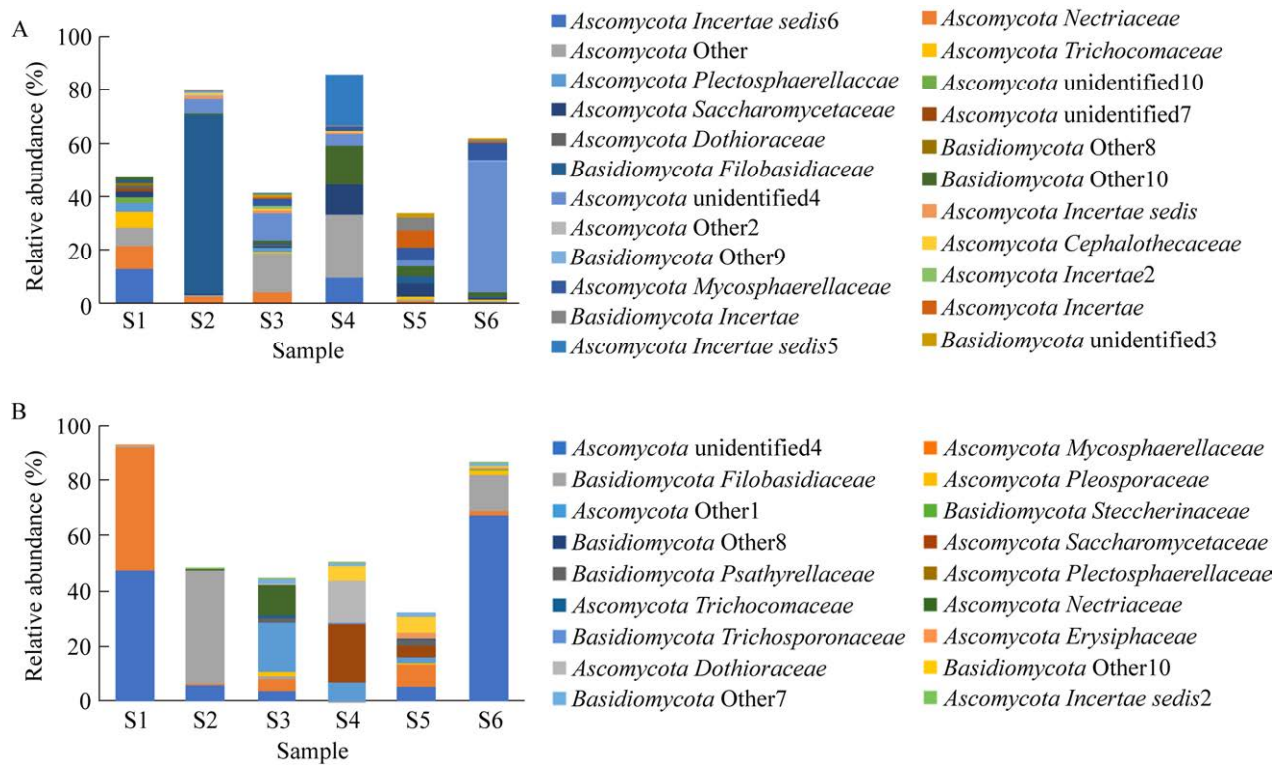 A
Relative abundance (%)
100
80
60
40
20
0
S1 S2 S3 S4 S5 S6
Sample
Ascomycota Incertae sedis6
Ascomycota Other
Ascomycota Plectosphaerellaccae
Ascomycota Saccharomycetaceae
Ascomycota Dothioraceae
Basidiomycota Filobasidiaceae
Ascomycota unidentified4
Ascomycota Other2
Basidiomycota Other9
Ascomycota Mycosphaerellaceae
Basidiomycota Incertae
Ascomycota Incertae sedis5
Ascomycota Nectriaceae
Ascomycota Trichocomaceae
Ascomycota unidentified10
Ascomycota unidentified7
Basidiomycota Other8
Basidiomycota Other10
Ascomycota Incertae sedis
Ascomycota Cephalothecaceae
Ascomycota Incertae2
Ascomycota Incertae
Basidiomycota unidentified3
B
Relative abundance (%)
100
80
60
40
20
0
S1 S2 S3 S4 S5 S6
Sample
Ascomycota unidentified4
Basidiomycota Filobasidiaceae
Ascomycota Other1
Basidiomycota Other8
Basidiomycota Psathyrellaceae
Ascomycota Trichocomaceae
Basidiomycota Trichosporonaceae
Ascomycota Dothioraceae
Basidiomycota Other7
Ascomycota Mycosphaerellaceae
Ascomycota Pleosporaceae
Basidiomycota Steccherinaceae
Ascomycota Saccharomycetaceae
Ascomycota Plectosphaerellaceae
Ascomycota Nectriaceae
Ascomycota Erysiphaceae
Basidiomycota Other10
Ascomycota Incertae sedis2